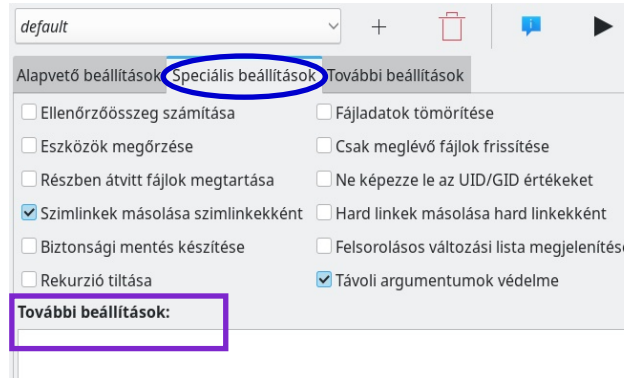 default
Alapvető beállítások Speciális beállítások További beállítások
Ellenőrzőösszeg számítása Fájladatok tömörítése
Eszközök megőrzése Csak meglévő fájlok frissítése
Részben átvitt fájlok megtartása Ne képezze le az UID/GID értékeket
Szimlinkek másolása szimlinkekként Hard linkek másolása hard linkekként
Biztonsági mentés készítése Felsorolásos változási lista megjelenítése
Rekurzió tiltása Távoli argumentumok védelme
További beállítások: